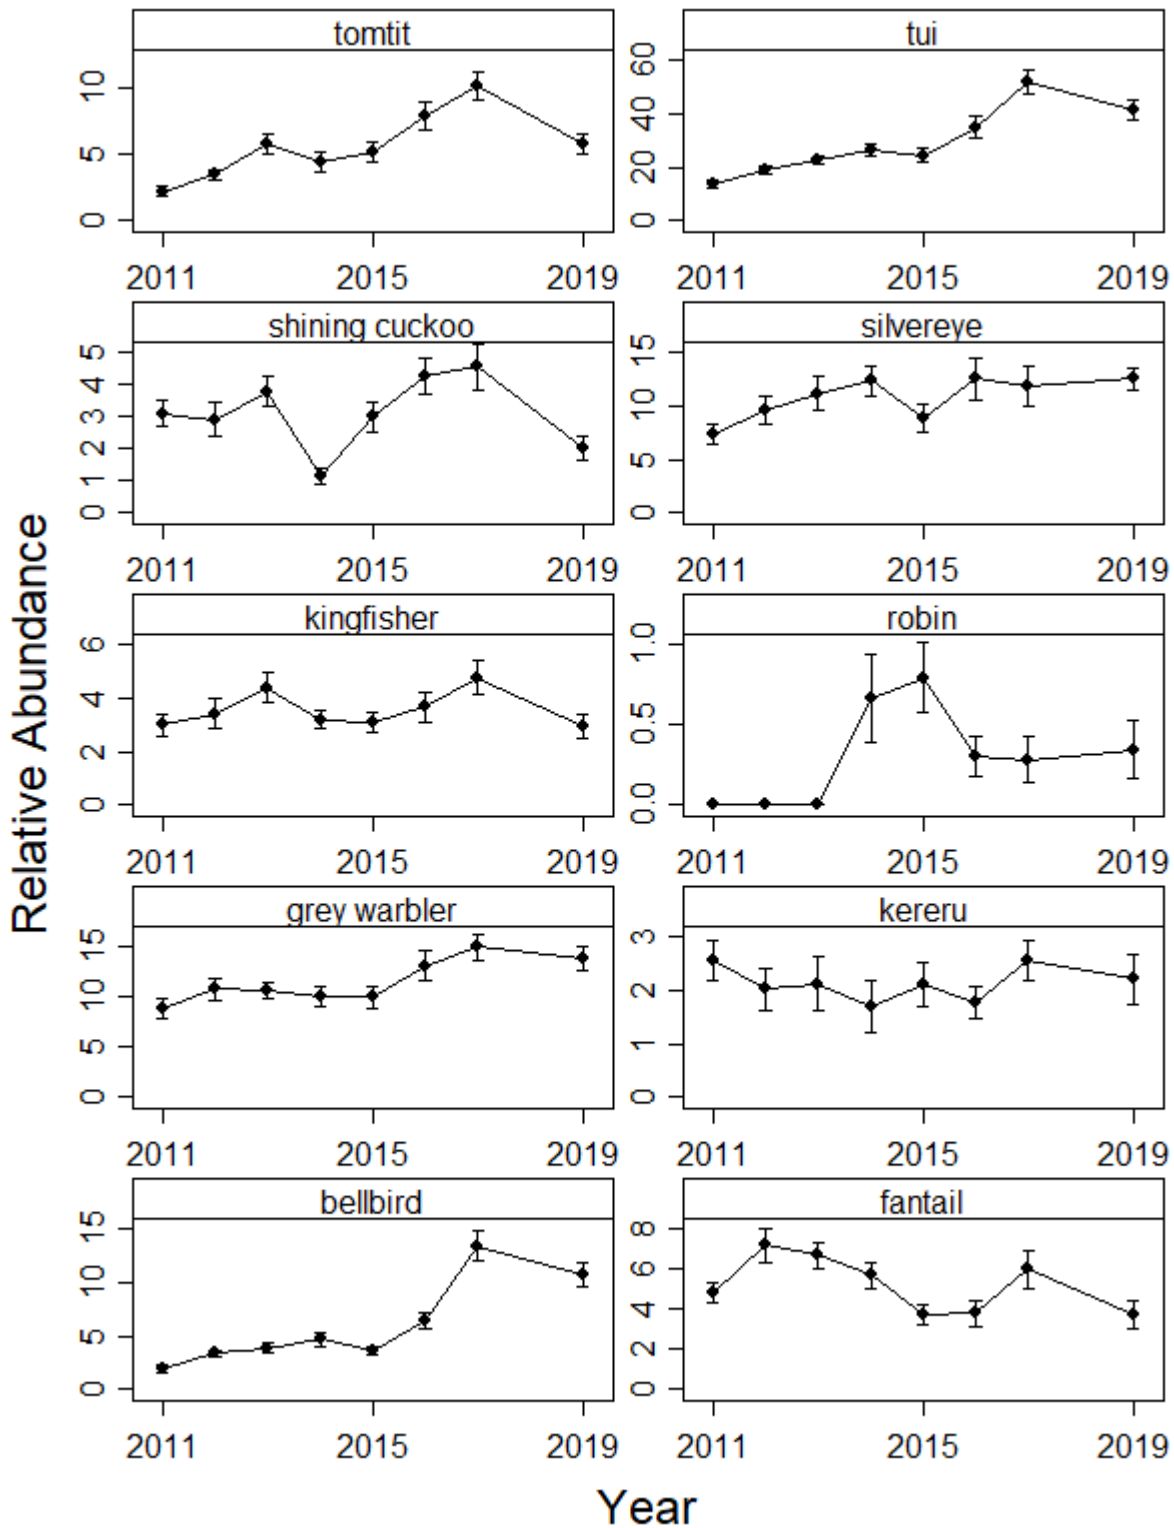 Relative Abundance
tomtit
10
5
0
2011 2015 2019
tui
60
40
20
0
2011 2015 2019
shining cuckoo
5
4
3
2
1
0
2011 2015 2019
silvereye
15
10
5
0
2011 2015 2019
kingfisher
6
4
2
0
2011 2015 2019
robin
1.0
0.5
0.0
2011 2015 2019
grey warbler
15
10
5
0
2011 2015 2019
kereru
3
2
1
0
2011 2015 2019
bellbird
15
10
5
0
2011 2015 2019
fantail
8
6
4
2
0
2011 2015 2019
Year